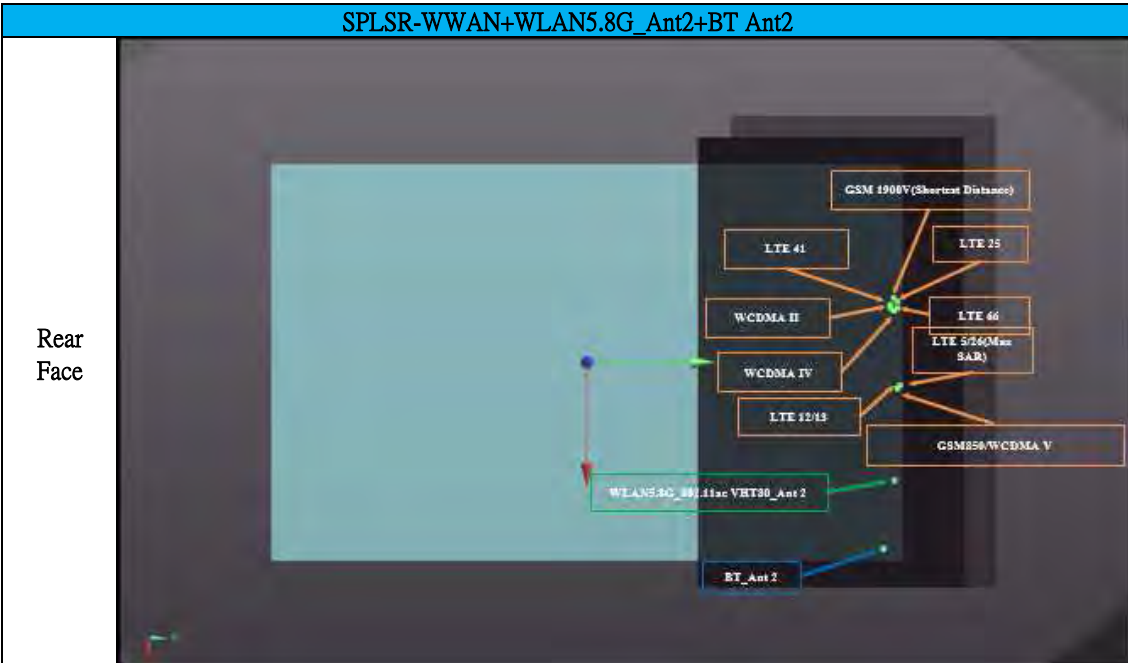 SPLSR-WWAN+WLAN5.8G_Ant2+BT Ant2
Rear
Face
GSM 1900V(Shortest Distance)
LTE 41
LTE 25
WCDMA II
LTE 66
LTE 5/26(Max
SAR)
WCDMA IV
LTE 12/13
GSM850/WCDMA V
WLAN5.8G_802.11ac VHT80_Ant 2
BT_Ant 2